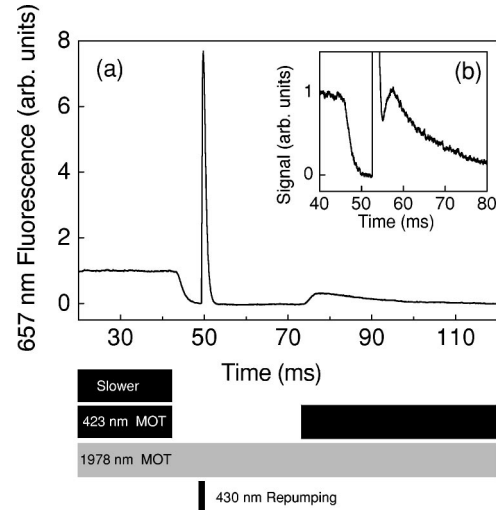 8
6
4
2
0
657 nm Fluorescence (arb. units)
(a)
(b)
1
0
Signal (arb. units)
40 50 60 70 80
Time (ms)
30 50 70 90 110
Time (ms)
Slower
423 nm MOT
1978 nm MOT
430 nm Repumping